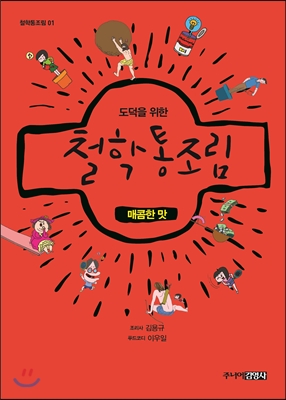 철학통조림 01
도덕을 위한
철학통조림
매콤한 맛
조리사 김용규
푸드코디 이우일
주니어김영사